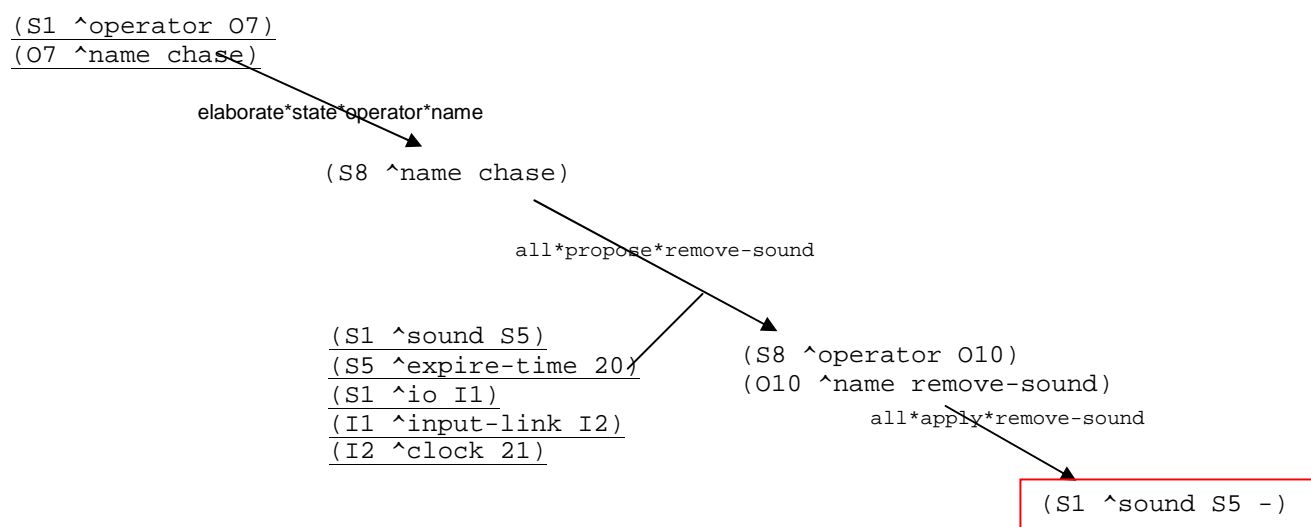 (S1 ^operator O7)
(O7 ^name chase)
elaborate*state*operator*name
(S8 ^name chase)
all*propose*remove-sound
(S1 ^sound S5)
(S5 ^expire-time 20)
(S1 ^io I1)
(I1 ^input-link I2)
(I2 ^clock 21)
(S8 ^operator O10)
(O10 ^name remove-sound)
all*apply*remove-sound
(S1 ^sound S5 -)